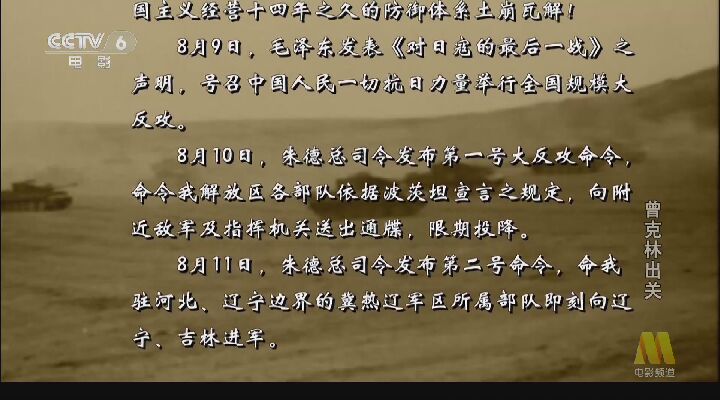 国主义经营十四年之久的防御体系土崩瓦解！
CCTV 6
电影
8月9日，毛泽东发表《对日寇的最后一战》之
声明，号召中国人民一切抗日力量举行全国规模大
反攻。
8月10日，朱德总司令发布第一号大反攻命令，
命令我解放区各部队依据波茨坦宣言之规定，向附
近敌军及指挥机关送出通牒，限期投降。
8月11日，朱德总司令发布第二号命令，命我
驻河北、辽宁边界的冀热辽军区所属部队即刻向辽
宁、吉林进军。
曾克林出关
电影频道